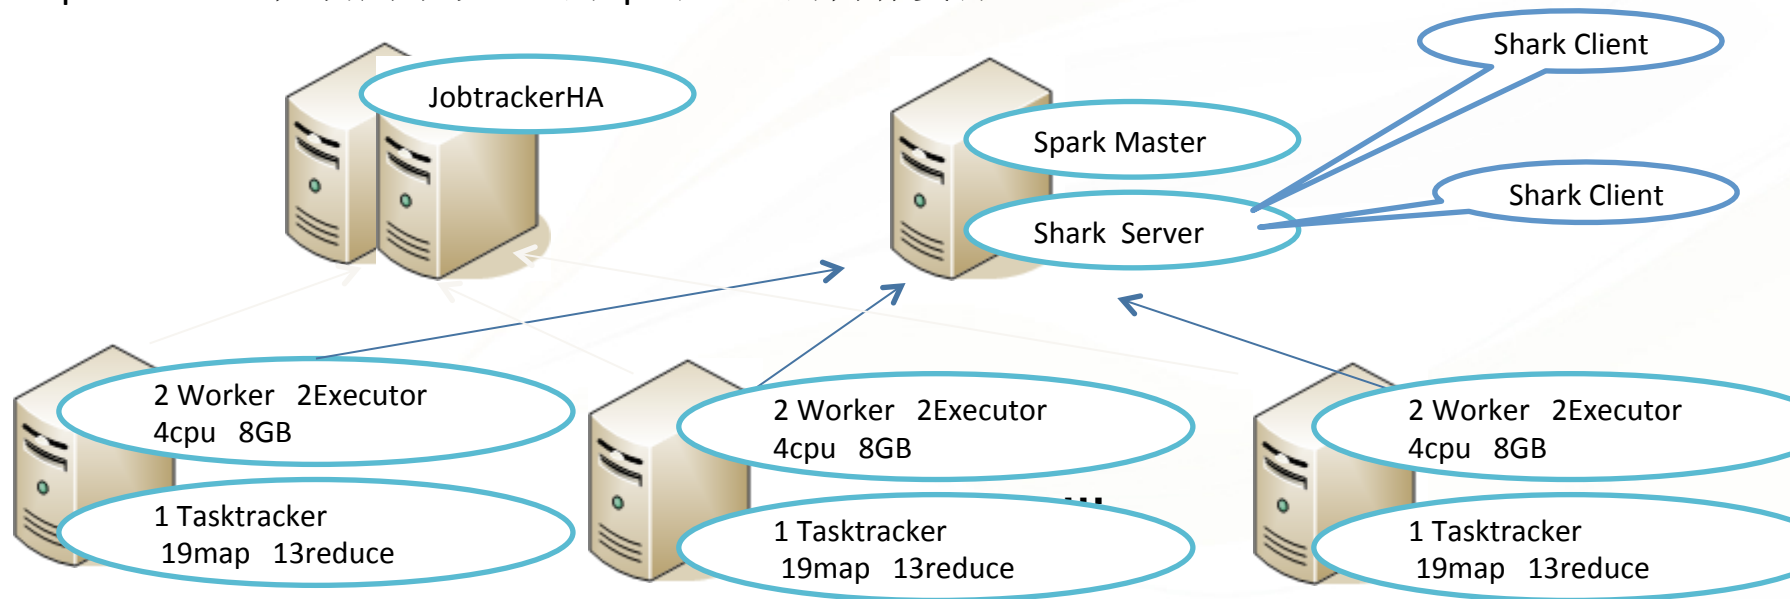 Shark Client
JobtrackerHA
Spark Master
Shark Client
Shark  Server
2 Worker   2Executor
4cpu   8GB
2 Worker   2Executor
4cpu   8GB
2 Worker   2Executor
4cpu   8GB
...
1 Tasktracker
19map   13reduce
1 Tasktracker
19map   13reduce
1 Tasktracker
19map   13reduce